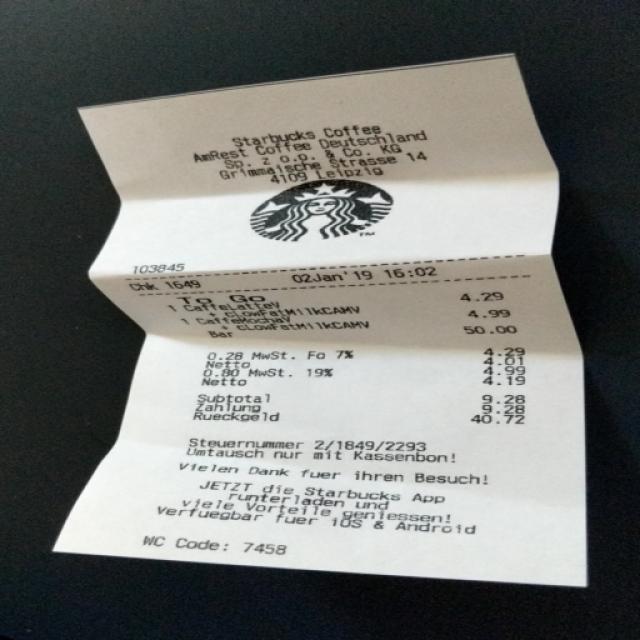 Starbucks Coffee
AmRest Coffee Deutschland
Sp. z o.o. & Co. KG
Grimmaische Strasse 14
4109 Leipzig
TM
103845
Chk 1649 02Jan'19 16:02
To Go
1 Caffe 4.29
cLowFatMilkCAMV
1 Caffe 4.99
cLowFatMilkCAMV
Bar 50.00
0.28 MwSt. Fo 7% 4.29
Netto 4.01
0.80 MwSt. 19% 4.99
Netto 4.19
Subtotal 9.28
Zahlung 9.28
Rueckgeld 40.72
Steuernummer 2/1849/2293
Umtausch nur mit Kassenbon!
Vielen Dank fuer ihren Besuch!
JETZT die Starbucks App
runterladen und
viele Vorteile geniessen!
Verfuegbar fuer iOS & Android
WC Code: 7458